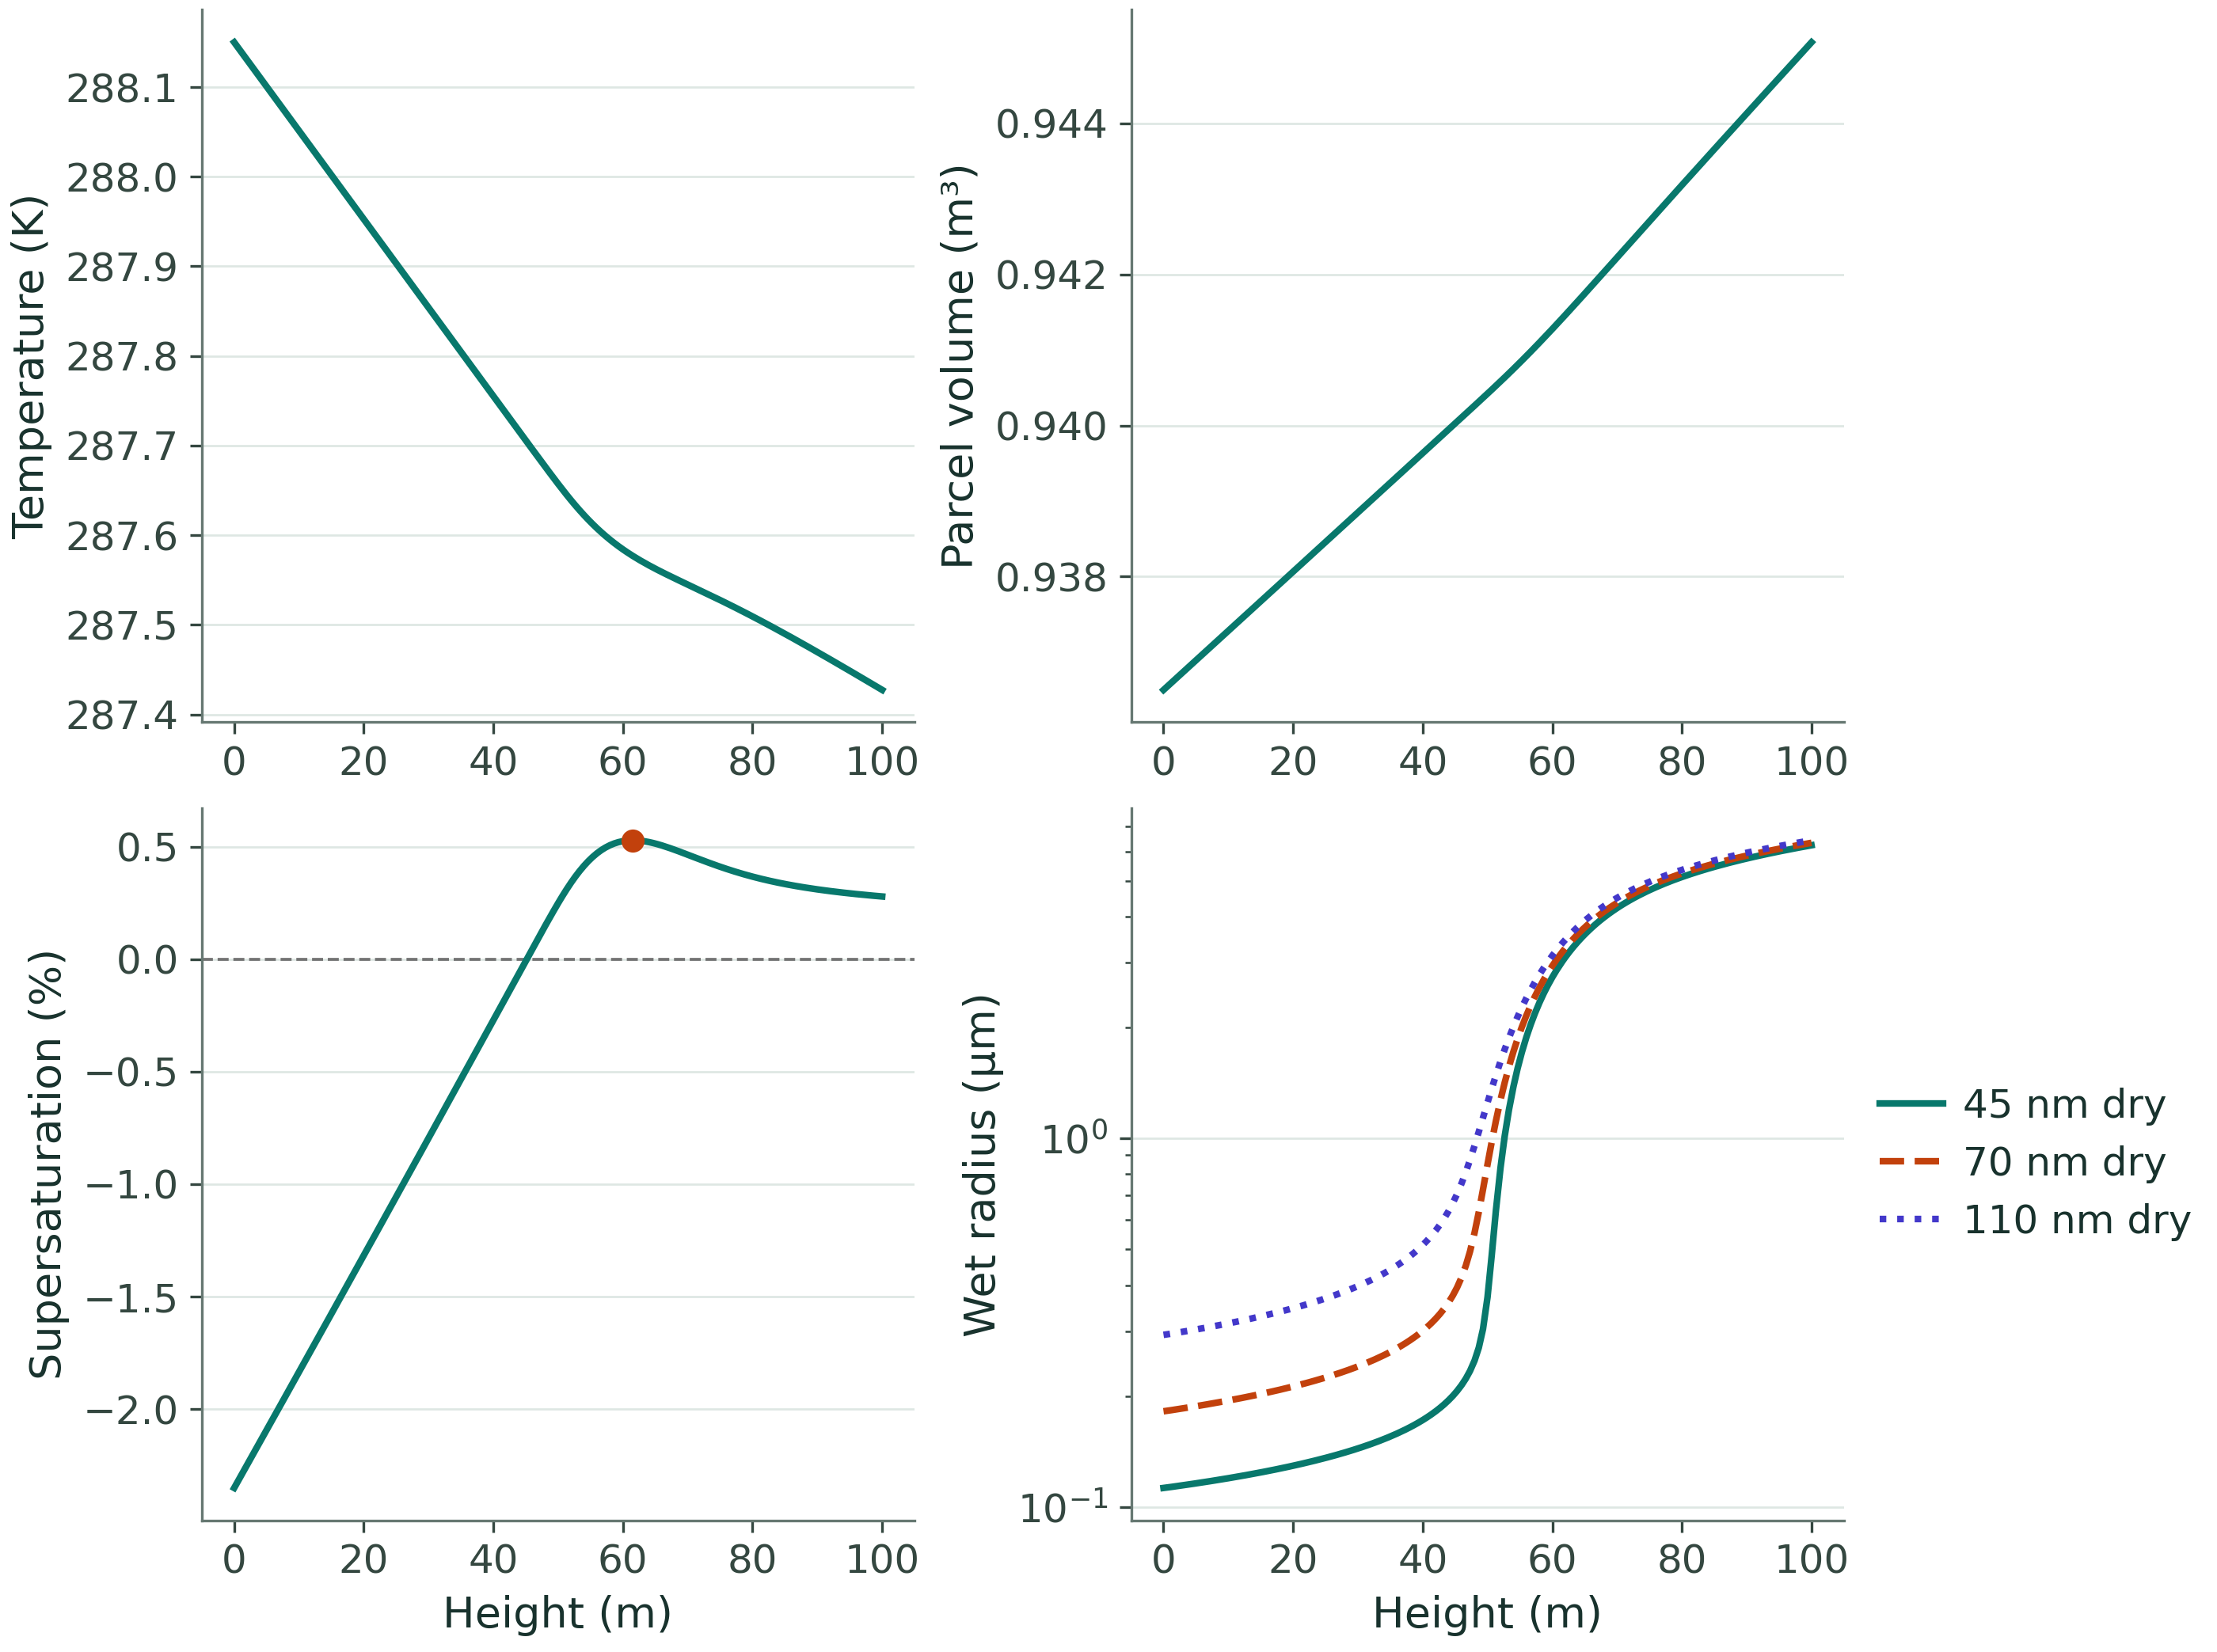 Temperature (K)
288.1
288.0
287.9
287.8
287.7
287.6
287.5
287.4
0 20 40 60 80 100
Parcel volume (m³)
0.944
0.942
0.940
0.938
0 20 40 60 80 100
Supersaturation (%)
0.5
0.0
−0.5
−1.0
−1.5
−2.0
0 20 40 60 80 100
Height (m)
Wet radius (µm)
10⁰
10⁻¹
0 20 40 60 80 100
Height (m)
45 nm dry
70 nm dry
110 nm dry